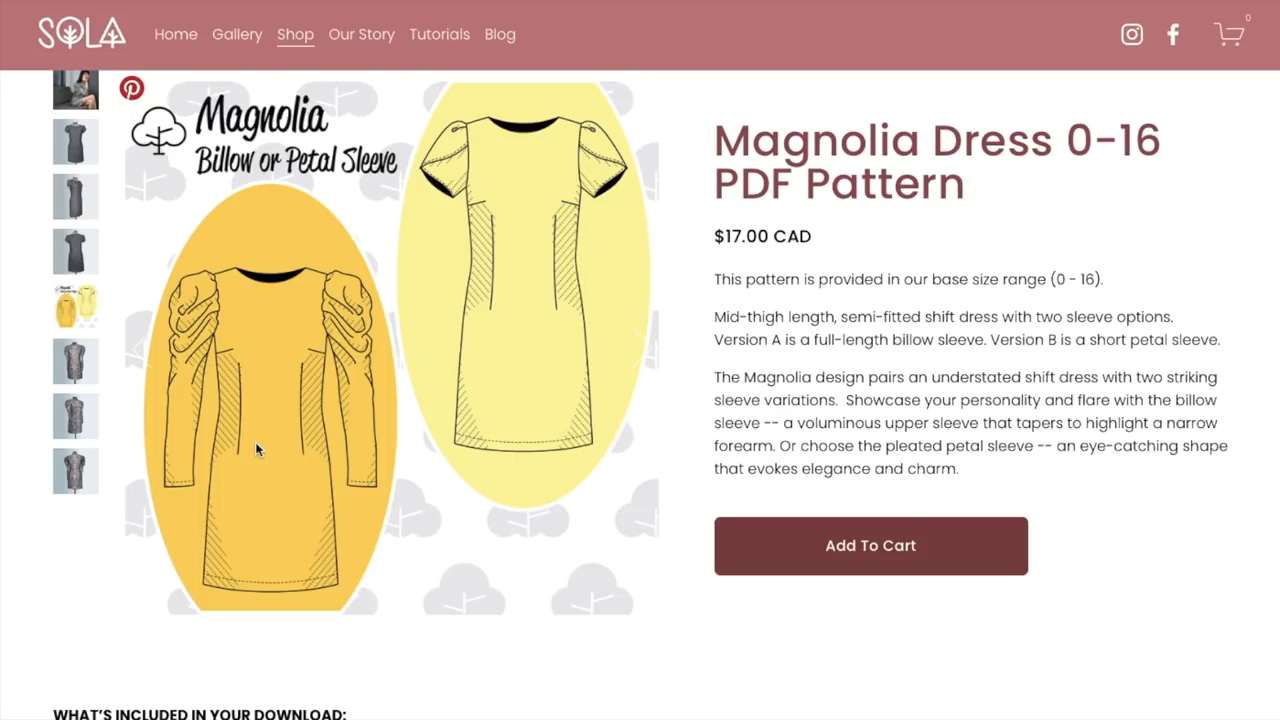 SOLA
Home Gallery Shop Our Story Tutorials Blog
0
Magnolia
Billow or Petal Sleeve
Magnolia Dress 0-16
PDF Pattern
$17.00 CAD
This pattern is provided in our base size range (0 - 16).
Mid-thigh length, semi-fitted shift dress with two sleeve options.
Version A is a full-length billow sleeve. Version B is a short petal sleeve.
The Magnolia design pairs an understated shift dress with two striking
sleeve variations. Showcase your personality and flare with the billow
sleeve -- a voluminous upper sleeve that tapers to highlight a narrow
forearm. Or choose the pleated petal sleeve -- an eye-catching shape
that evokes elegance and charm.
Add To Cart
WHAT'S INCLUDED IN YOUR DOWNLOAD: